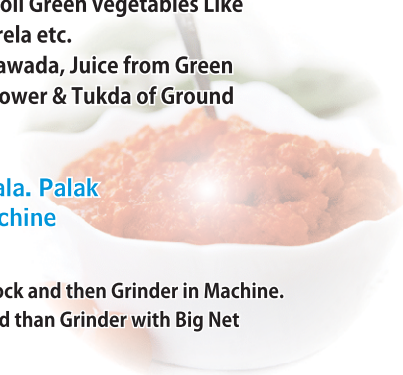 oil Green vegetables Like
rela etc.
awada, Juice from Green
ower & Tukda of Ground
ala. Palak
chine
ock and then Grinder in Machine.
d than Grinder with Big Net